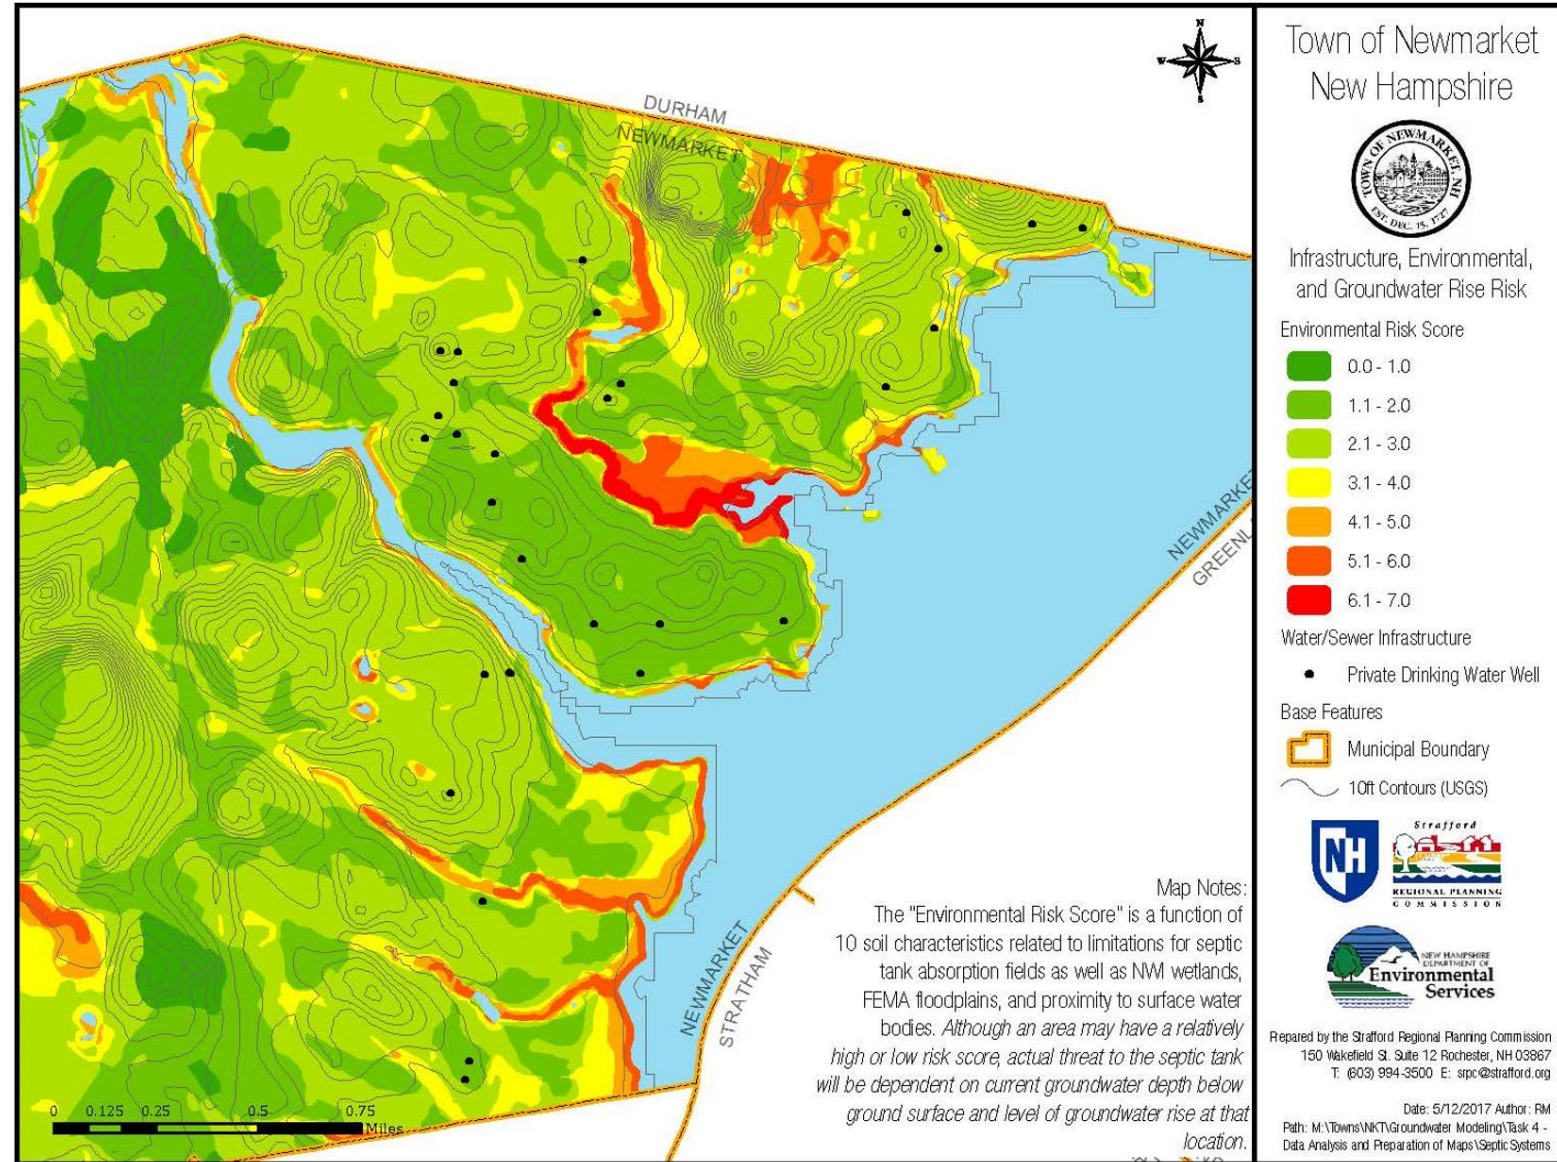 N
W
S
DURHAM
NEWMARKET
NEWMARKET
GREENL
NEWMARKET
STRATHAM
0 0.125 0.25 0.5 0.75
Miles
Map Notes:
The "Environmental Risk Score" is a function of
10 soil characteristics related to limitations for septic
tank absorption fields as well as NWI wetlands,
FEMA floodplains, and proximity to surface water
bodies. Although an area may have a relatively
high or low risk score, actual threat to the septic tank
will be dependent on current groundwater depth below
ground surface and level of groundwater rise at that
location.
Town of Newmarket
New Hampshire
TOWN OF NEWMARKET, NH
EST. DEC. 15, 1727
Infrastructure, Environmental,
and Groundwater Rise Risk
Environmental Risk Score
0.0 - 1.0
1.1 - 2.0
2.1 - 3.0
3.1 - 4.0
4.1 - 5.0
5.1 - 6.0
6.1 - 7.0
Water/Sewer Infrastructure
Private Drinking Water Well
Base Features
Municipal Boundary
10ft Contours (USGS)
NH
Strafford
REGIONAL PLANNING
COMMISSION
NEW HAMPSHIRE
DEPARTMENT OF
Environmental
Services
Prepared by the Strafford Regional Planning Commission
150 Wakefield St. Suite 12 Rochester, NH 03867
T: (603) 994-3500 E: srpc@strafford.org
Date: 5/12/2017 Author: RM
Path: M:\Towns\NKT\Groundwater Modeling\Task 4 -
Data Analysis and Preparation of Maps\Septic Systems